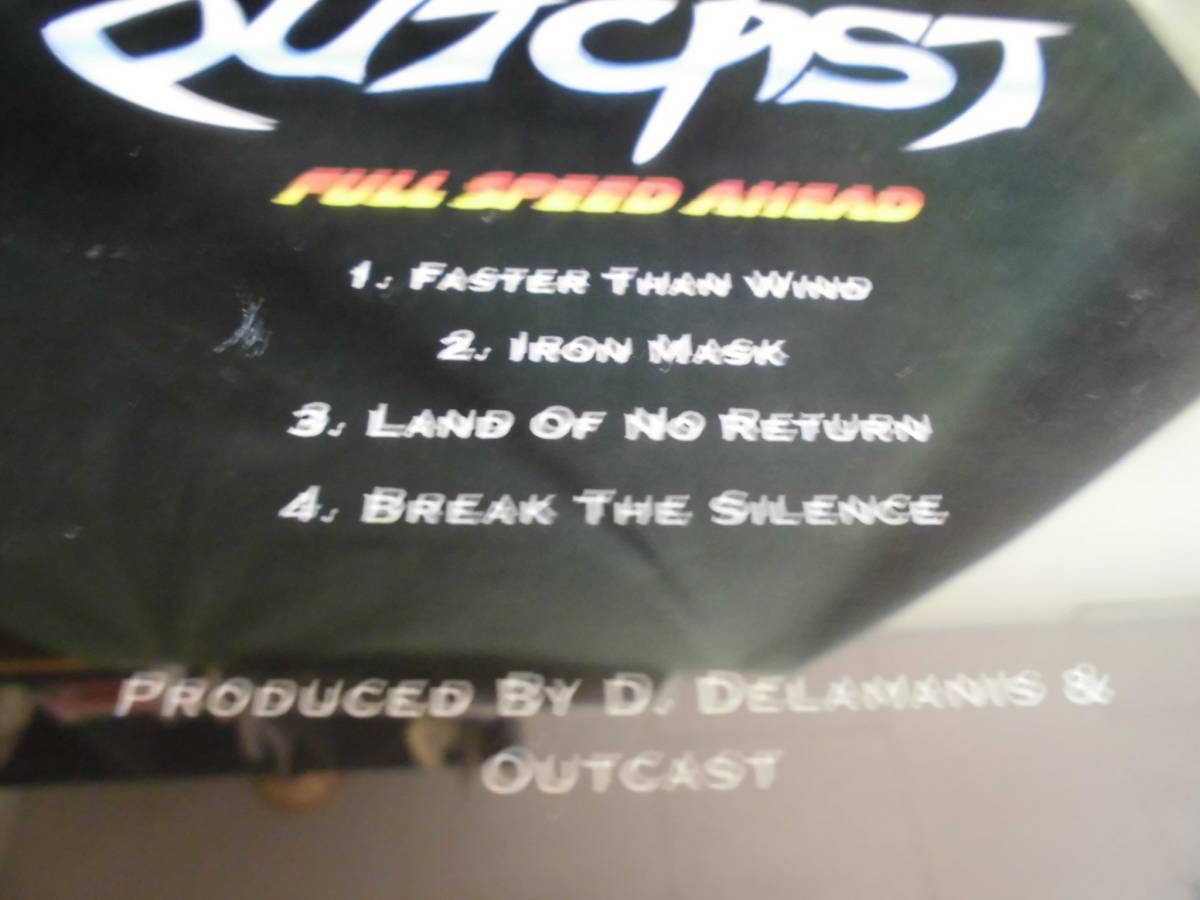 OUTCAST
FULL SPEED AHEAD
1. FASTER THAN WIND
2. IRON MASK
3. LAND OF NO RETURN
4. BREAK THE SILENCE
PRODUCED BY D. DELAMANIS &
OUTCAST